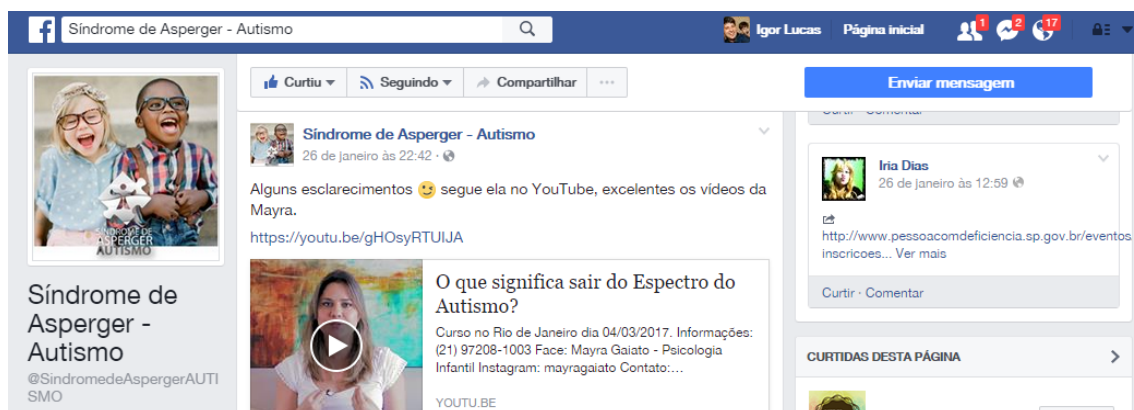 Síndrome de Asperger - Autismo
Igor Lucas
Página inicial
1
2
17
Curtiu
Seguindo
Compartilhar
Enviar mensagem
SÍNDROME DE
ASPERGER
AUTISMO
Síndrome de
Asperger -
Autismo
@SindromedeAspergerAUTI
SMO
Síndrome de Asperger - Autismo
26 de janeiro às 22:42 ·
Alguns esclarecimentos 😉 segue ela no YouTube, excelentes os vídeos da
Mayra.
https://youtu.be/gHOsyRTUIJA
O que significa sair do Espectro do
Autismo?
Curso no Rio de Janeiro dia 04/03/2017. Informações:
(21) 97208-1003 Face: Mayra Gaiato - Psicologia
Infantil Instagram: mayragaiato Contato:...
YOUTU.BE
Curtir · Comentar
Iria Dias
26 de janeiro às 12:59
http://www.pessoacomdeficiencia.sp.gov.br/eventos
inscricoes... Ver mais
Curtir · Comentar
CURTIDAS DESTA PÁGINA